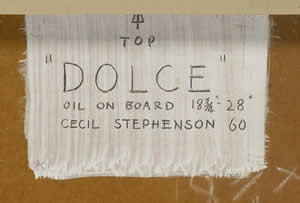 TOP
"DOLCE"
OIL ON BOARD 18¾" - 28"
CECIL STEPHENSON 60